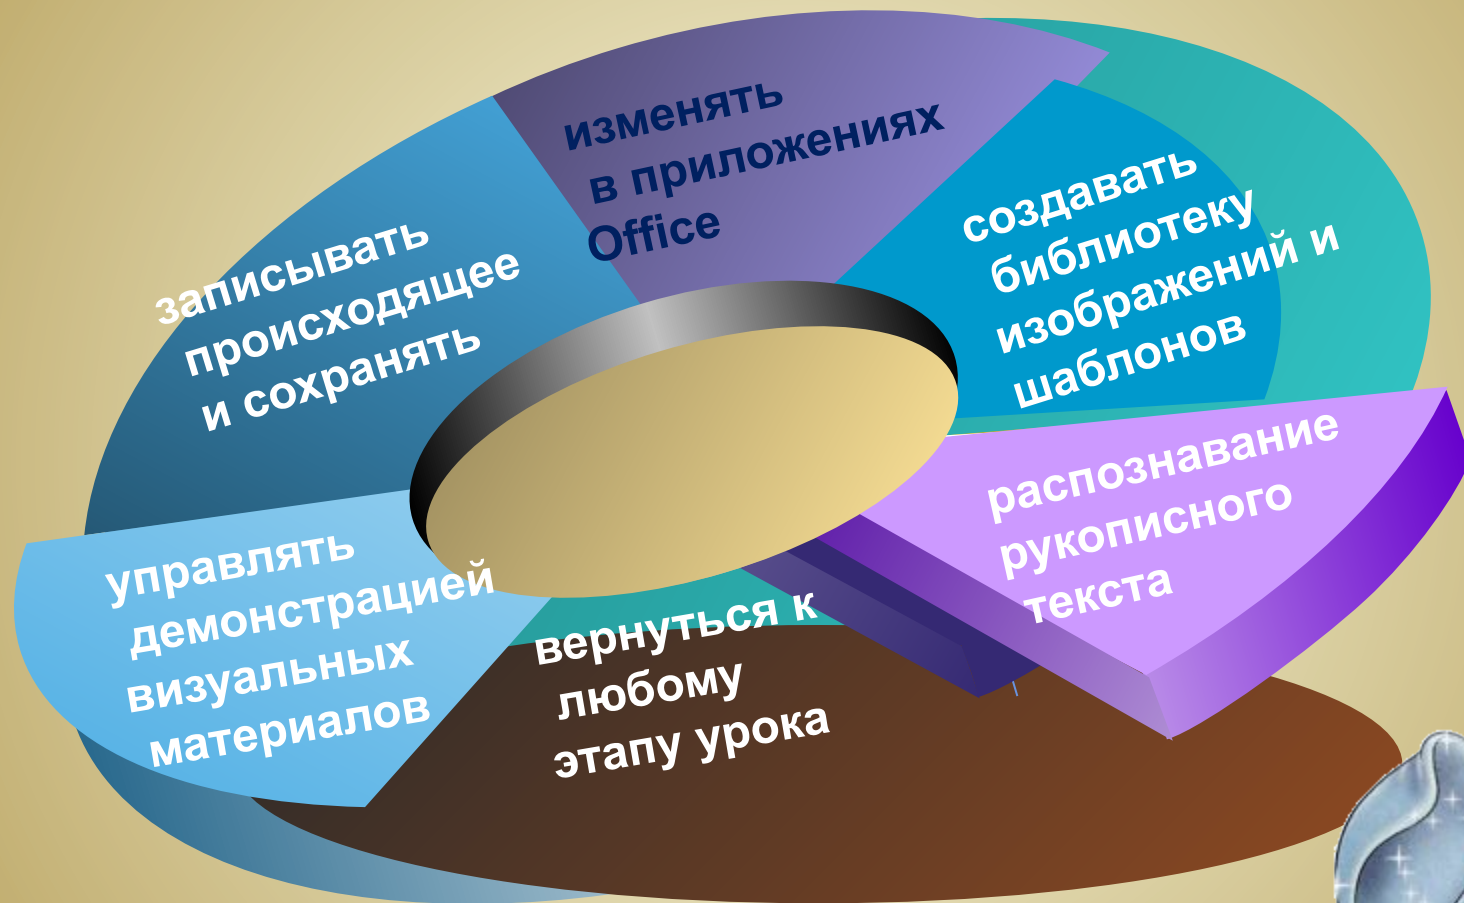 изменять
в приложениях
Office
создавать
библиотеку
изображений и
шаблонов
распознавание
рукописного
текста
вернуться к
любому
этапу урока
управлять
демонстрацией
визуальных
материалов
записывать
происходящее
и сохранять